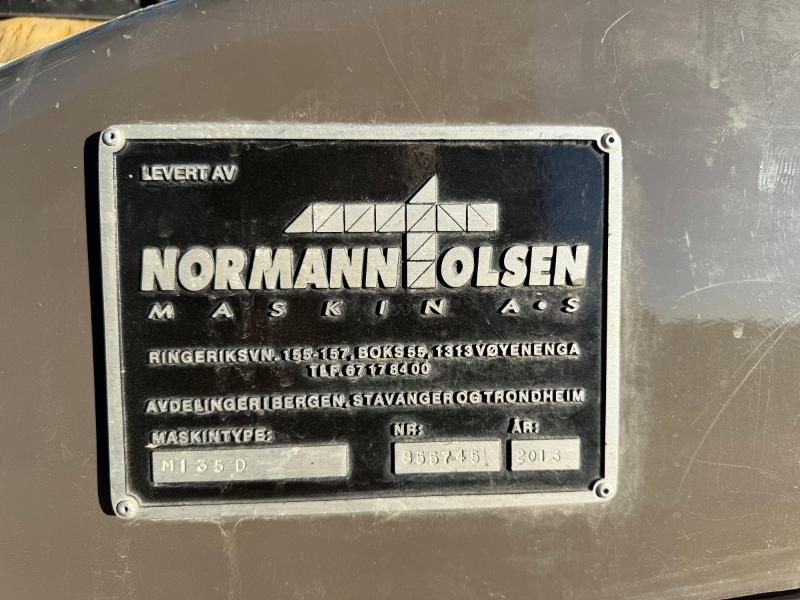 LEVERT AV
NORMANN OLSEN
MASKIN A•S
RINGERIKSVN. 155-157, BOKS 55, 1313 VØYENENGA
TLF. 67 17 84 00
AVDELINGER I BERGEN, STAVANGER OG TRONDHEIM
MASKINTYPE: NR: ÅR:
M135D 855745 2013